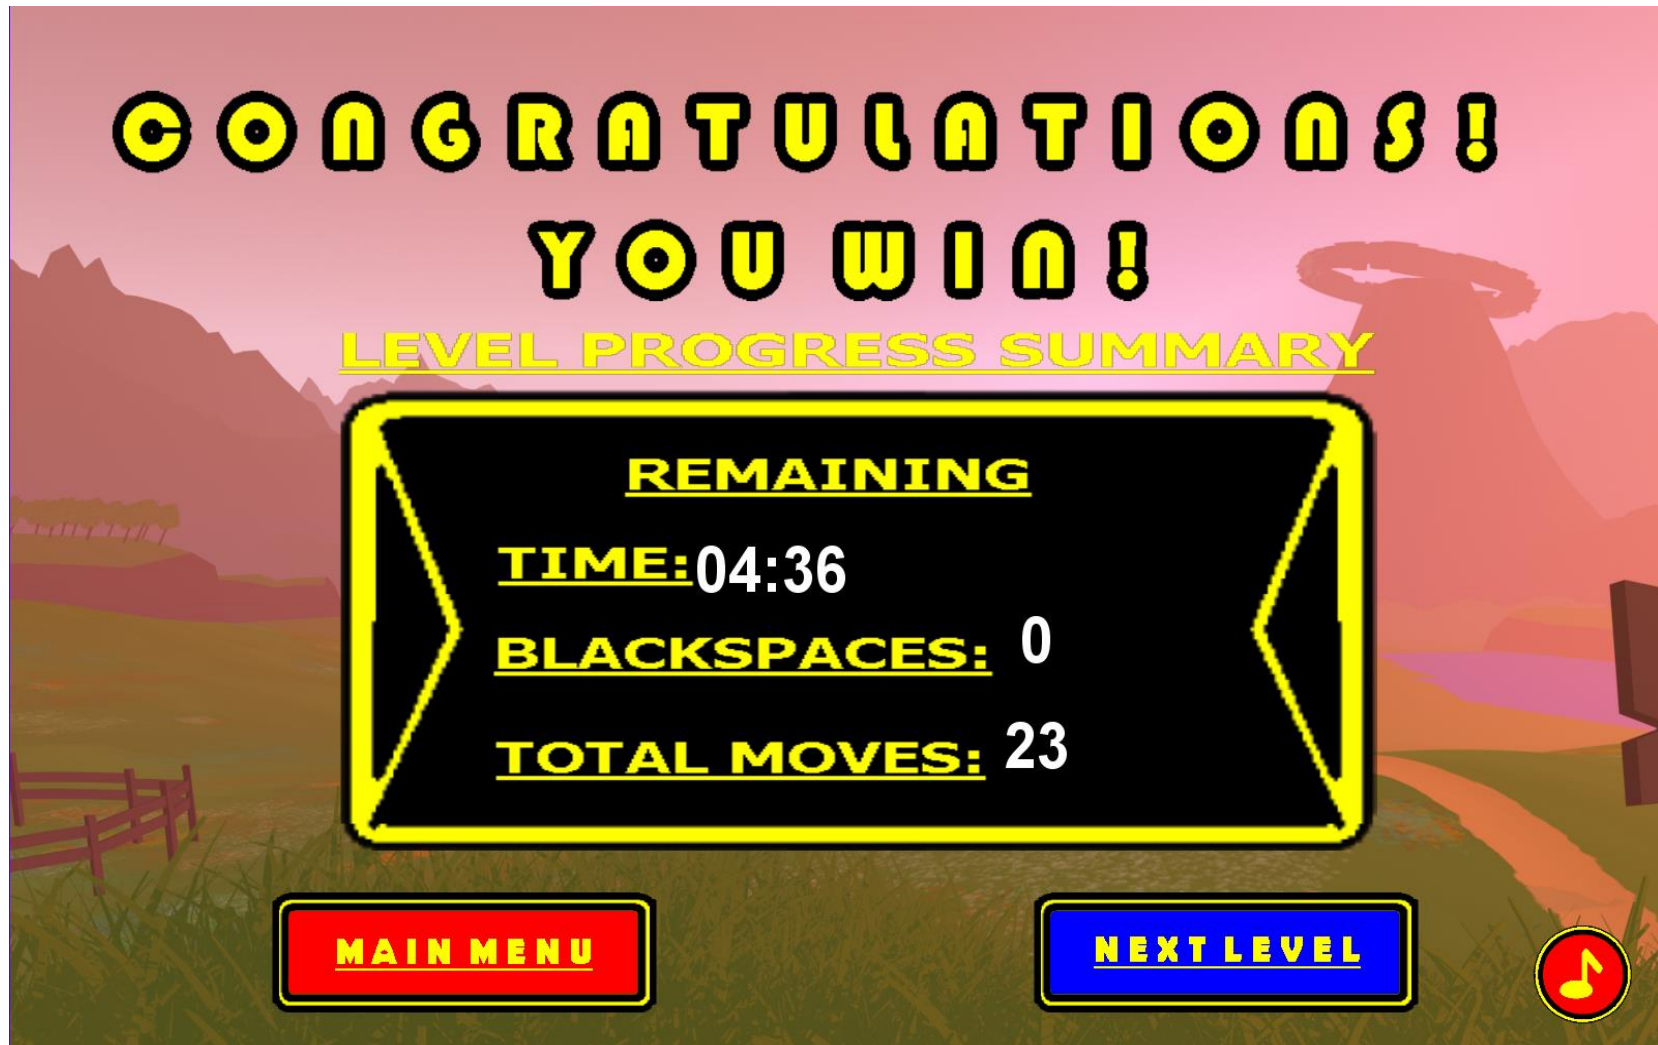 CONGRATULATIONS!
YOU WIN!
LEVEL PROGRESS SUMMARY
REMAINING
TIME: 04:36
BLACKSPACES: 0
TOTAL MOVES: 23
MAIN MENU
NEXT LEVEL